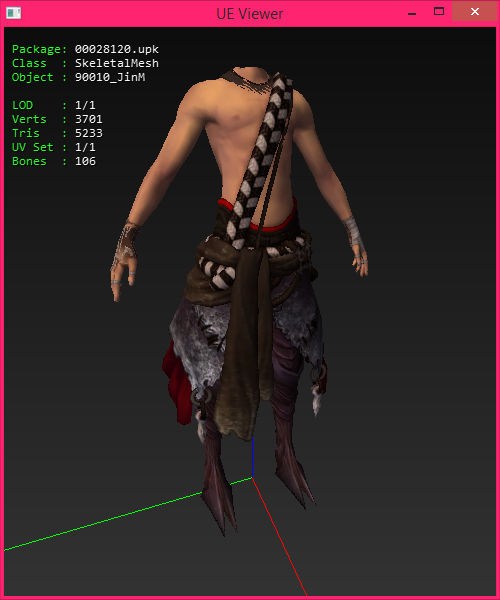 UE Viewer
Package: 00028120.upk
Class  : SkeletalMesh
Object : 90010_JinM
LOD    : 1/1
Verts  : 3701
Tris   : 5233
UV Set : 1/1
Bones  : 106